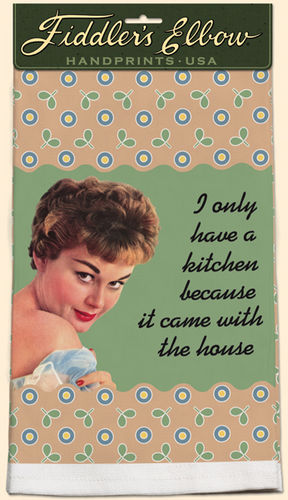 Fiddler's Elbow
HANDPRINTS · USA
I only
have a
kitchen
because
it came with
the house